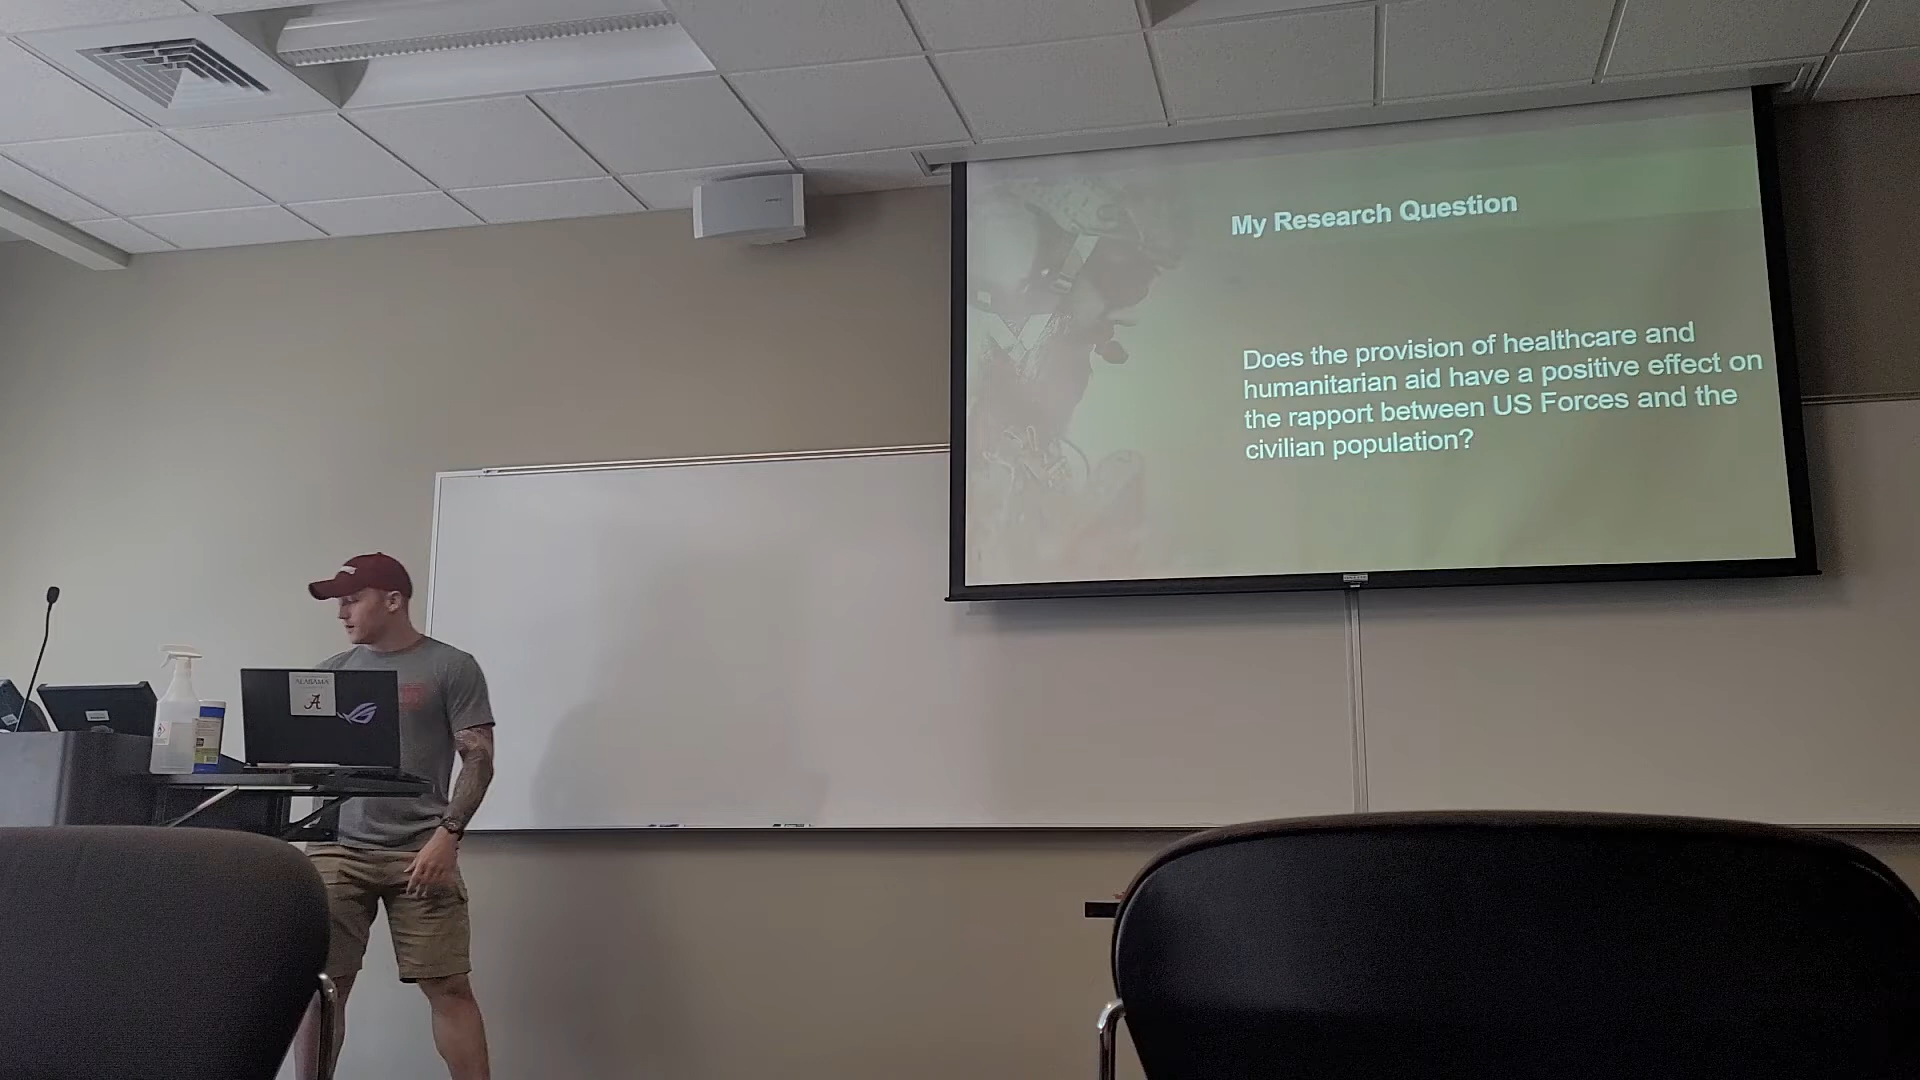 My Research Question
Does the provision of healthcare and
humanitarian aid have a positive effect on
the rapport between US Forces and the
civilian population?
ALABAMA
A